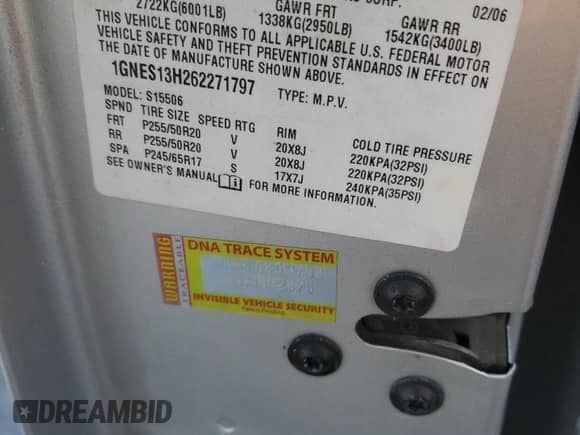 CORP. 02/06
GAWR FRT GAWR RR
2722KG(6001LB) 1338KG(2950LB) 1542KG(3400LB)
THIS VEHICLE CONFORMS TO ALL APPLICABLE U.S. FEDERAL MOTOR
VEHICLE SAFETY AND THEFT PREVENTION STANDARDS IN EFFECT ON
THE DATE OF MANUFACTURE SHOWN ABOVE.
1GNES13H262271797 TYPE: M.P.V.
MODEL: S15506
SPND TIRE SIZE SPEED RTG RIM COLD TIRE PRESSURE
FRT P255/50R20 V 20X8J 220KPA(32PSI)
RR P255/50R20 V 20X8J 220KPA(32PSI)
SPA P245/65R17 S 17X7J 240KPA(35PSI)
SEE OWNER'S MANUAL FOR MORE INFORMATION.
WARNING
TRACEABLE
DNA TRACE SYSTEM
INVISIBLE VEHICLE SECURITY
Patent Pending
DREAMBID